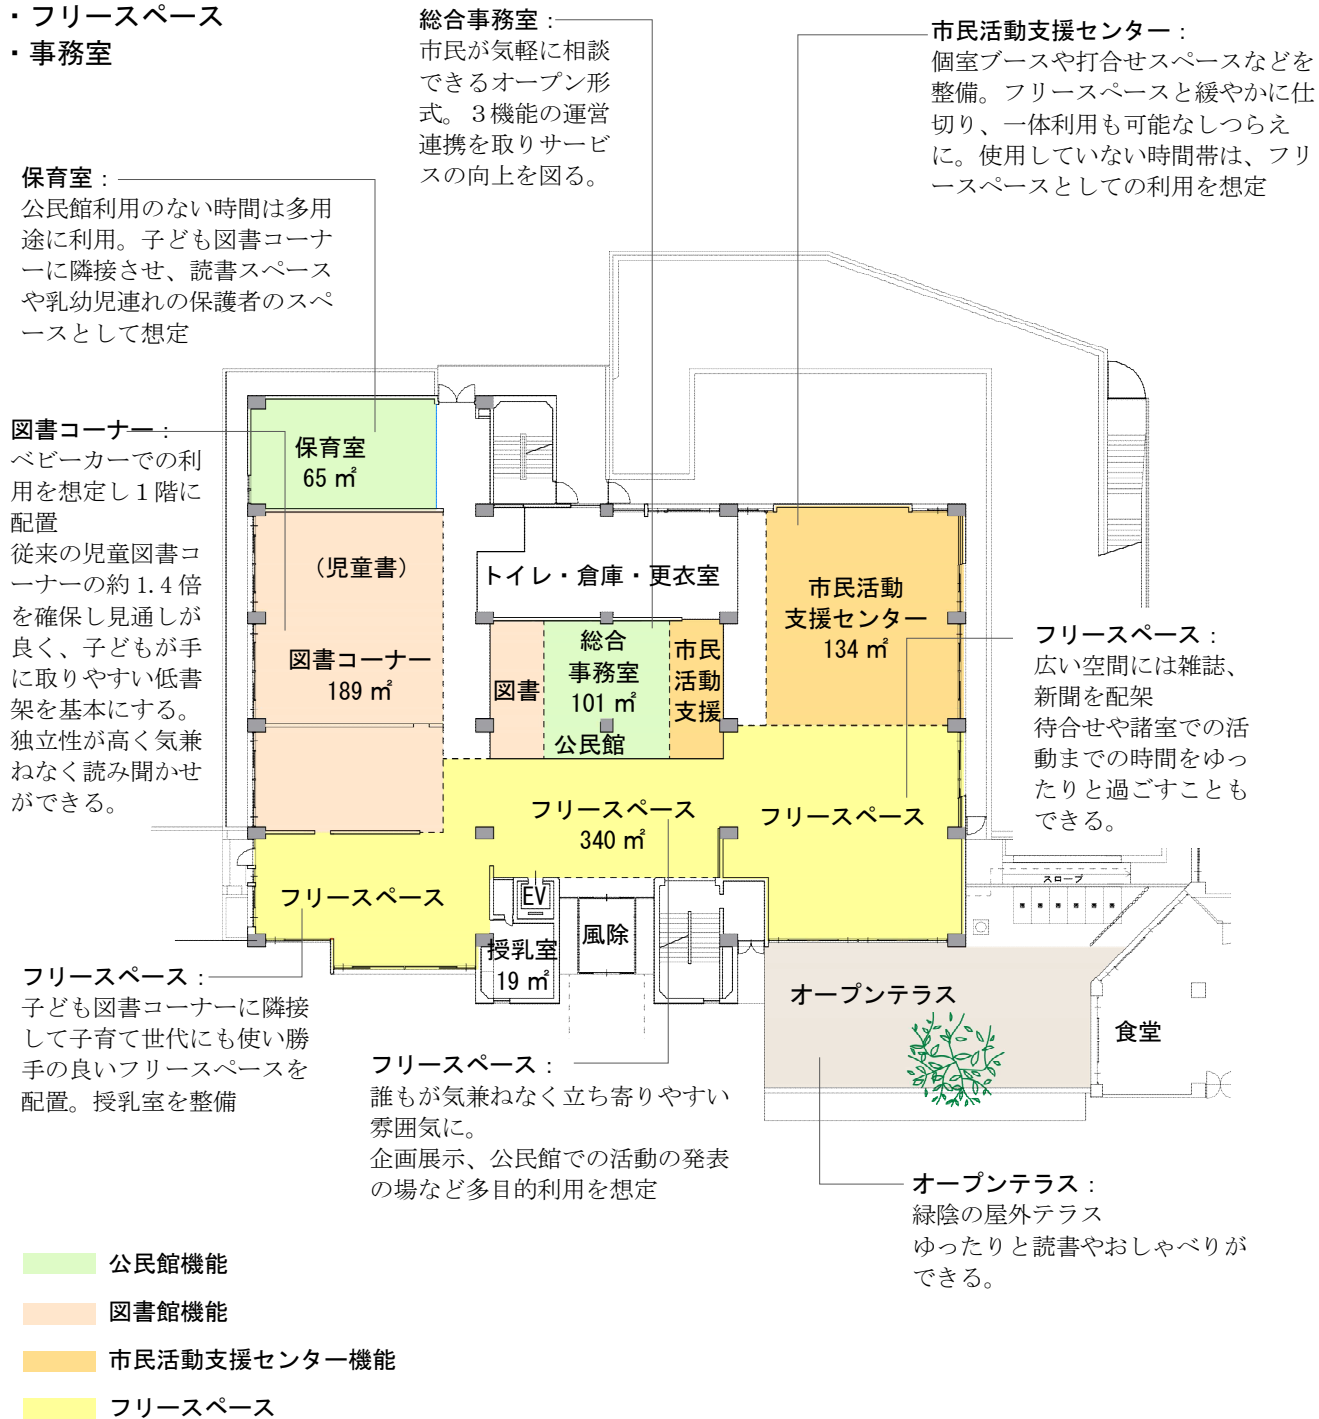 ・フリースペース
・事務室
総合事務室：
市民が気軽に相談
できるオープン形
式。３機能の運営
連携を取りサービ
スの向上を図る。
市民活動支援センター：
個室ブースや打合せスペースなどを
整備。フリースペースと緩やかに仕
切り、一体利用も可能なしつらえ
に。使用していない時間帯は、フリ
ースペースとしての利用を想定
保育室：
公民館利用のない時間は多用
途に利用。子ども図書コーナ
ーに隣接させ、読書スペース
や乳幼児連れの保護者のスペ
ースとして想定
図書コーナー：
ベビーカーでの利
用を想定し１階に
配置
従来の児童図書コ
ーナーの約 1.4 倍
を確保し見通しが
良く、子どもが手
に取りやすい低書
架を基本にする。
独立性が高く気兼
ねなく読み聞かせ
ができる。
保育室
65 ㎡
（児童書）
図書コーナー
189 ㎡
トイレ・倉庫・更衣室
図書
総合
事務室
101 ㎡
公民館
市民
活動
支援
市民活動
支援センター
134 ㎡
フリースペース：
広い空間には雑誌、
新聞を配架
待合せや諸室での活
動までの時間をゆっ
たりと過ごすことも
できる。
フリースペース
340 ㎡
フリースペース
フリースペース
EV
授乳室
19 ㎡
風除
スロープ
オープンテラス
食堂
フリースペース：
子ども図書コーナーに隣接
して子育て世代にも使い勝
手の良いフリースペースを
配置。授乳室を整備
フリースペース：
誰もが気兼ねなく立ち寄りやすい
雰囲気に。
企画展示、公民館での活動の発表
の場など多目的利用を想定
オープンテラス：
緑陰の屋外テラス
ゆったりと読書やおしゃべりが
できる。
公民館機能
図書館機能
市民活動支援センター機能
フリースペース